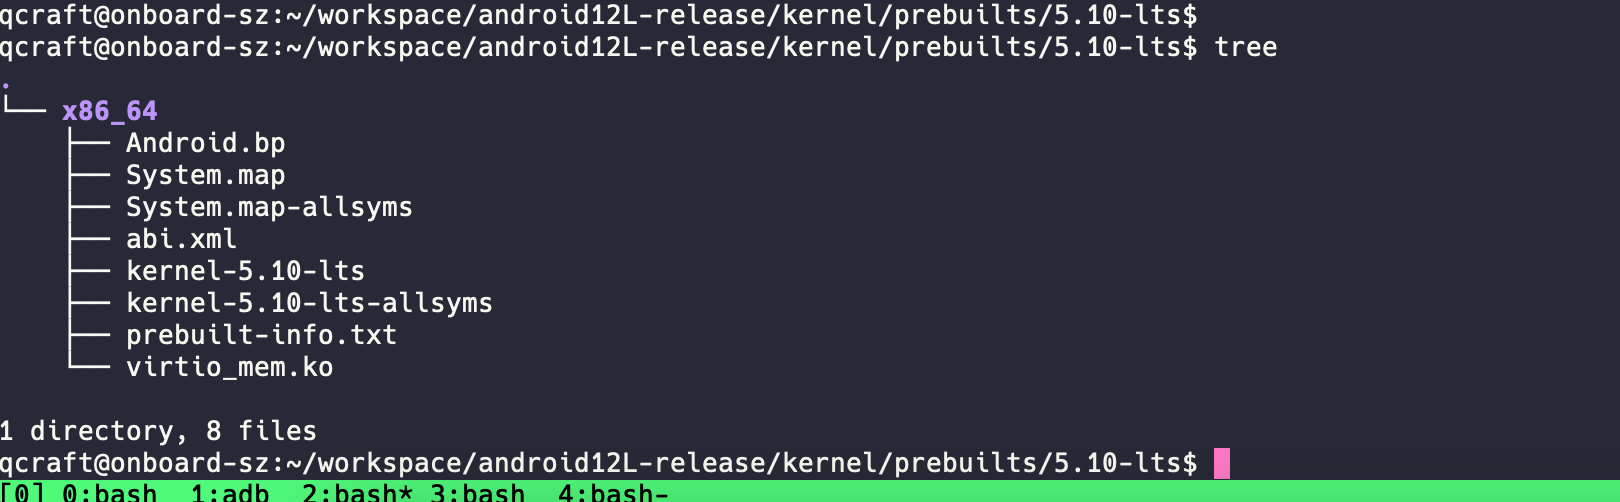 qcraft@onboard-sz:~/workspace/android12L-release/kernel/prebuilts/5.10-lts$
qcraft@onboard-sz:~/workspace/android12L-release/kernel/prebuilts/5.10-lts$ tree
.
└── x86_64
    ├── Android.bp
    ├── System.map
    ├── System.map-allsyms
    ├── abi.xml
    ├── kernel-5.10-lts
    ├── kernel-5.10-lts-allsyms
    ├── prebuilt-info.txt
    └── virtio_mem.ko
1 directory, 8 files
qcraft@onboard-sz:~/workspace/android12L-release/kernel/prebuilts/5.10-lts$
[0] 0:bash  1:adb  2:bash* 3:bash  4:bash-